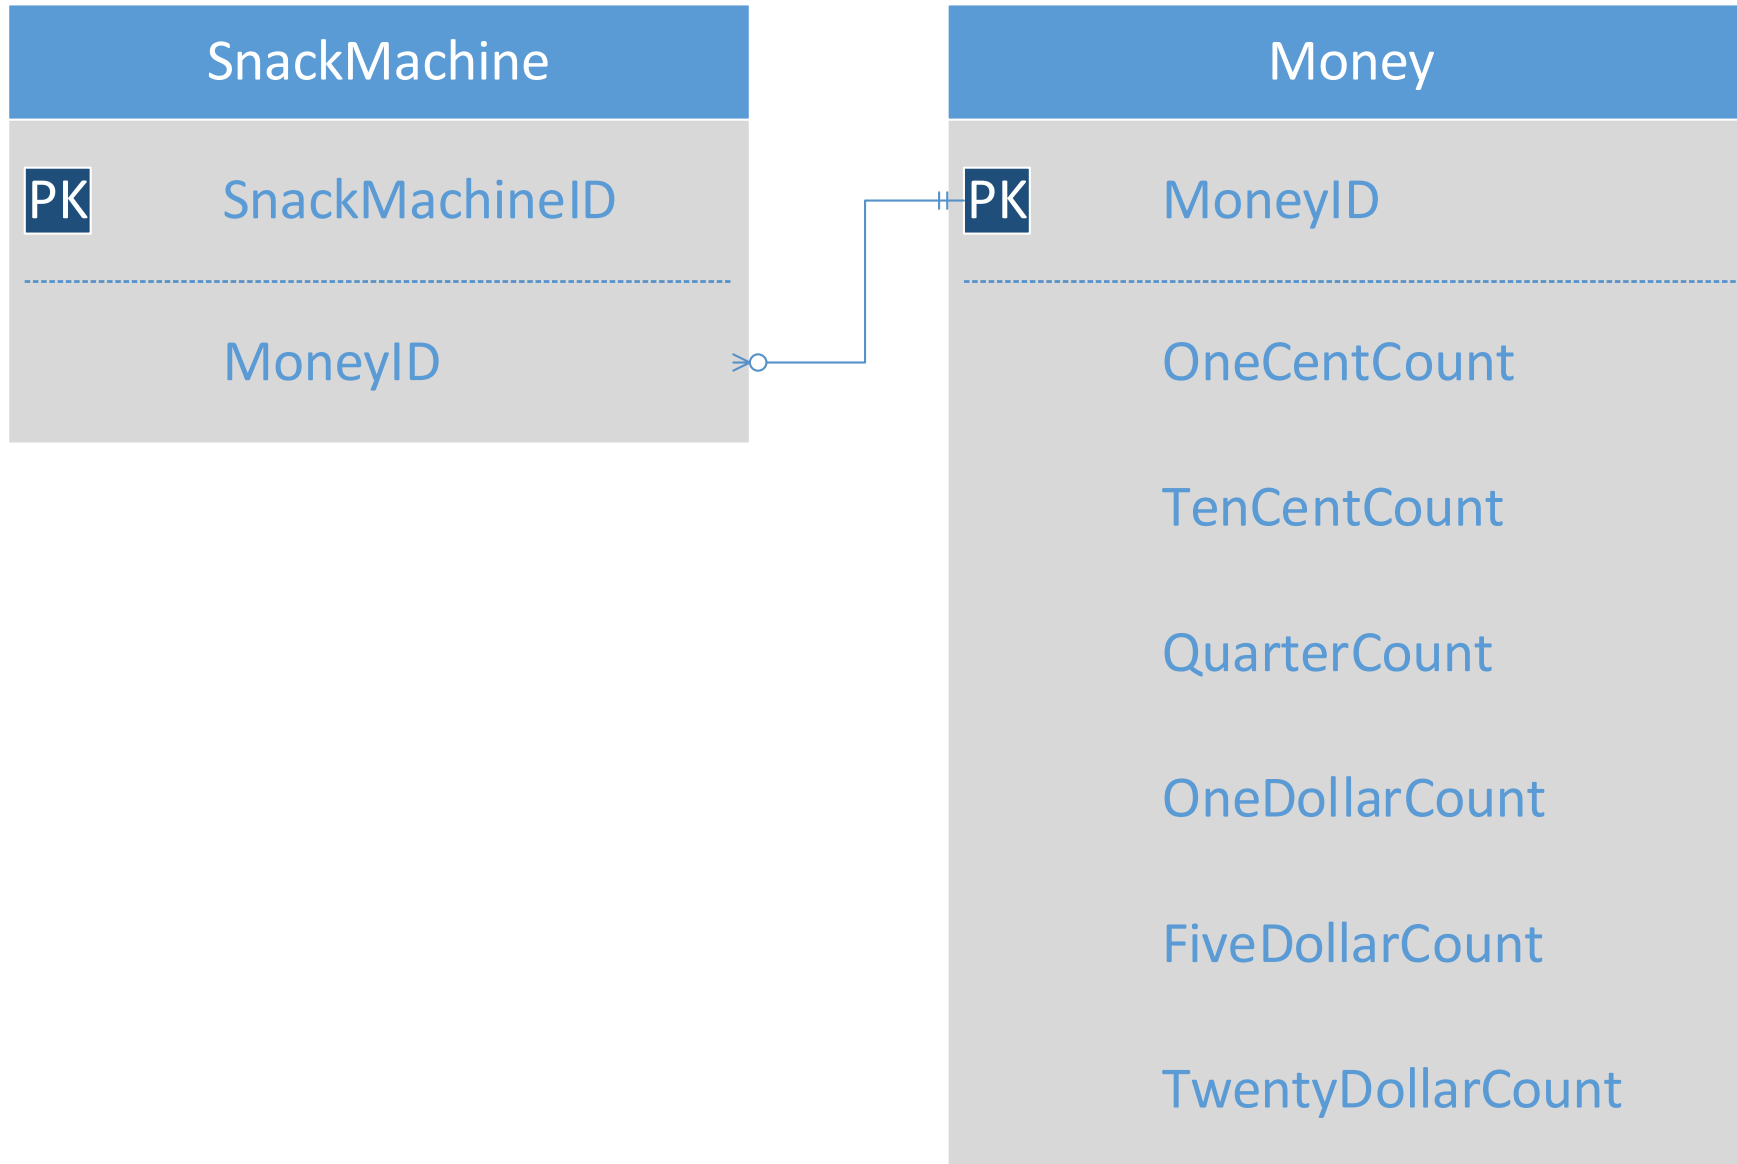 SnackMachine
PK SnackMachineID
MoneyID
Money
PK MoneyID
OneCentCount
TenCentCount
QuarterCount
OneDollarCount
FiveDollarCount
TwentyDollarCount